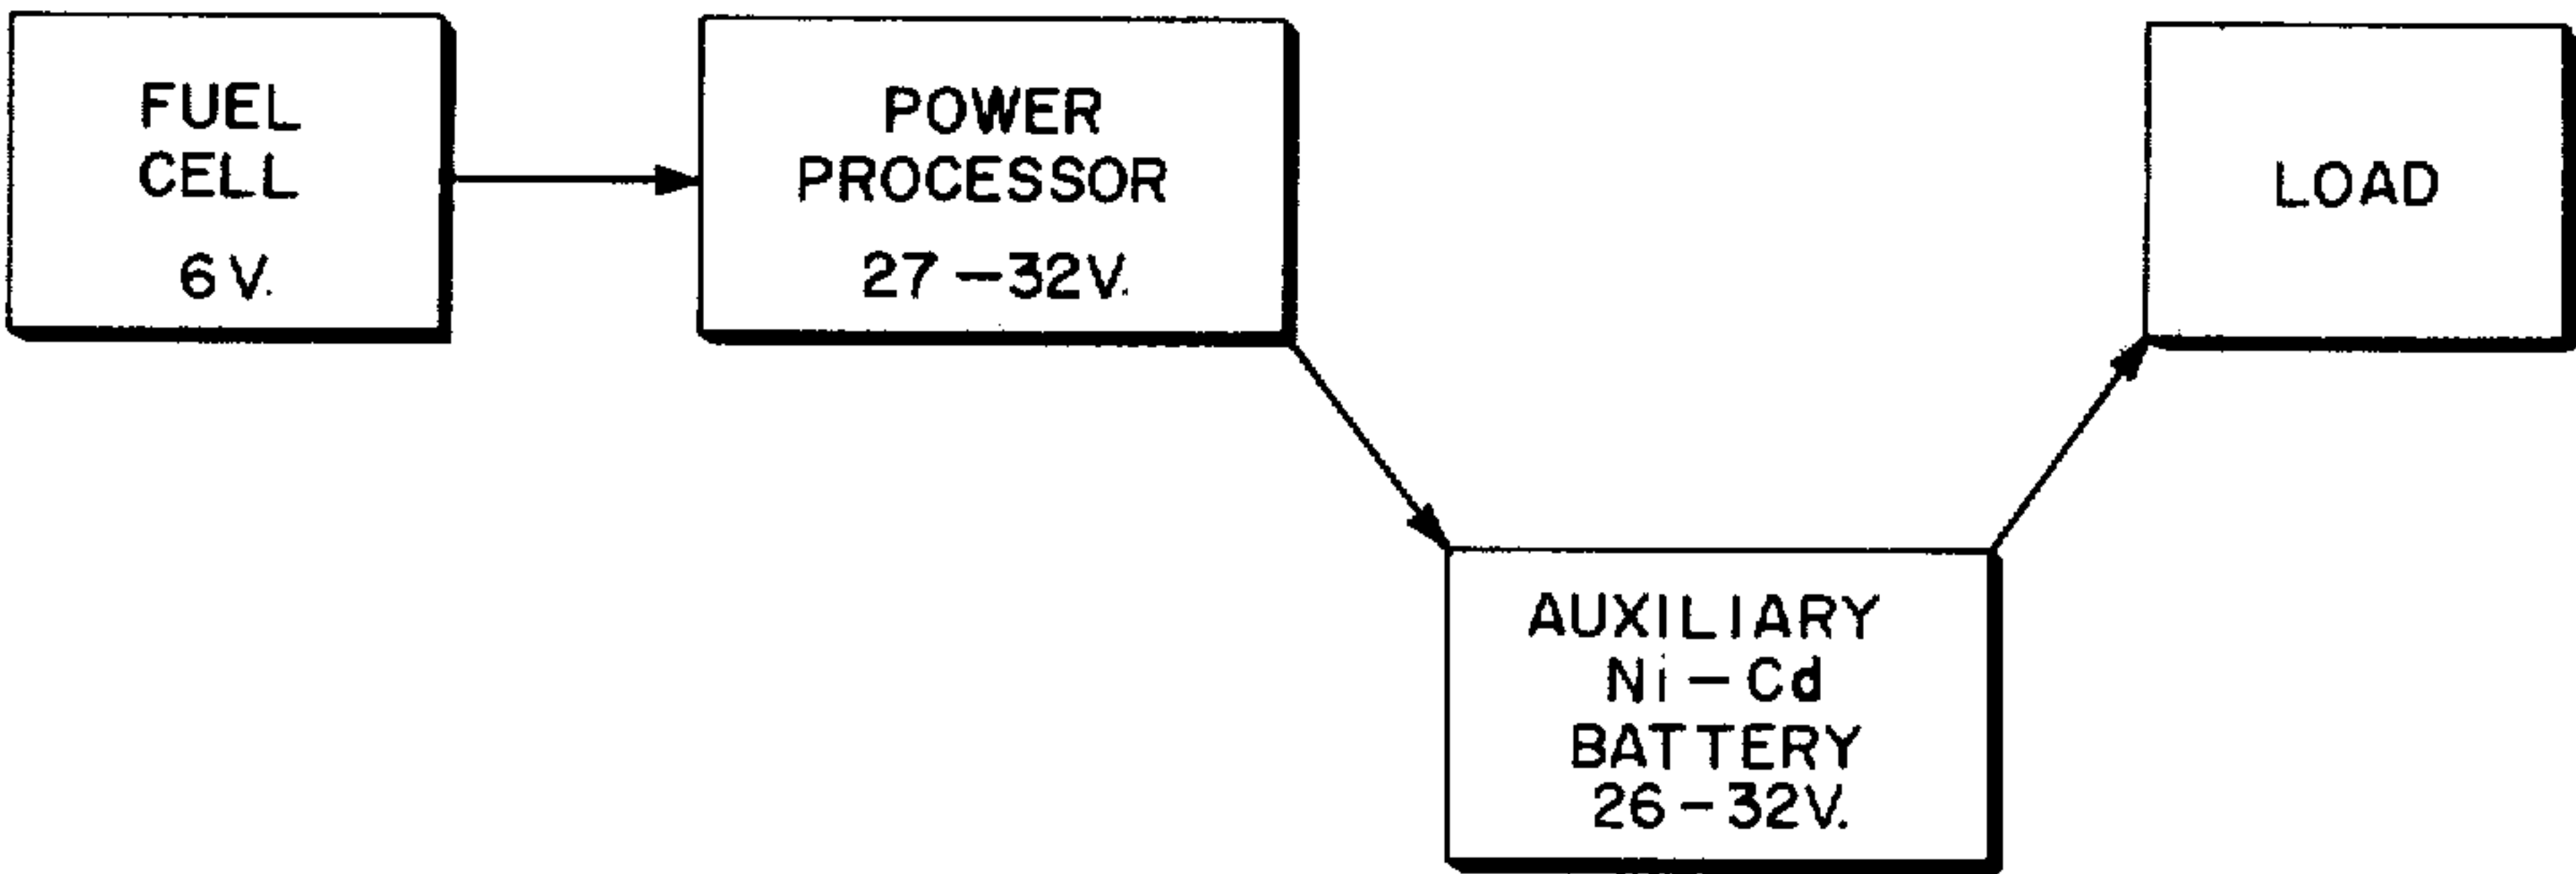 FUEL
CELL
6 V.
POWER
PROCESSOR
27-32V.
LOAD
AUXILIARY
Ni-Cd
BATTERY
26-32V.